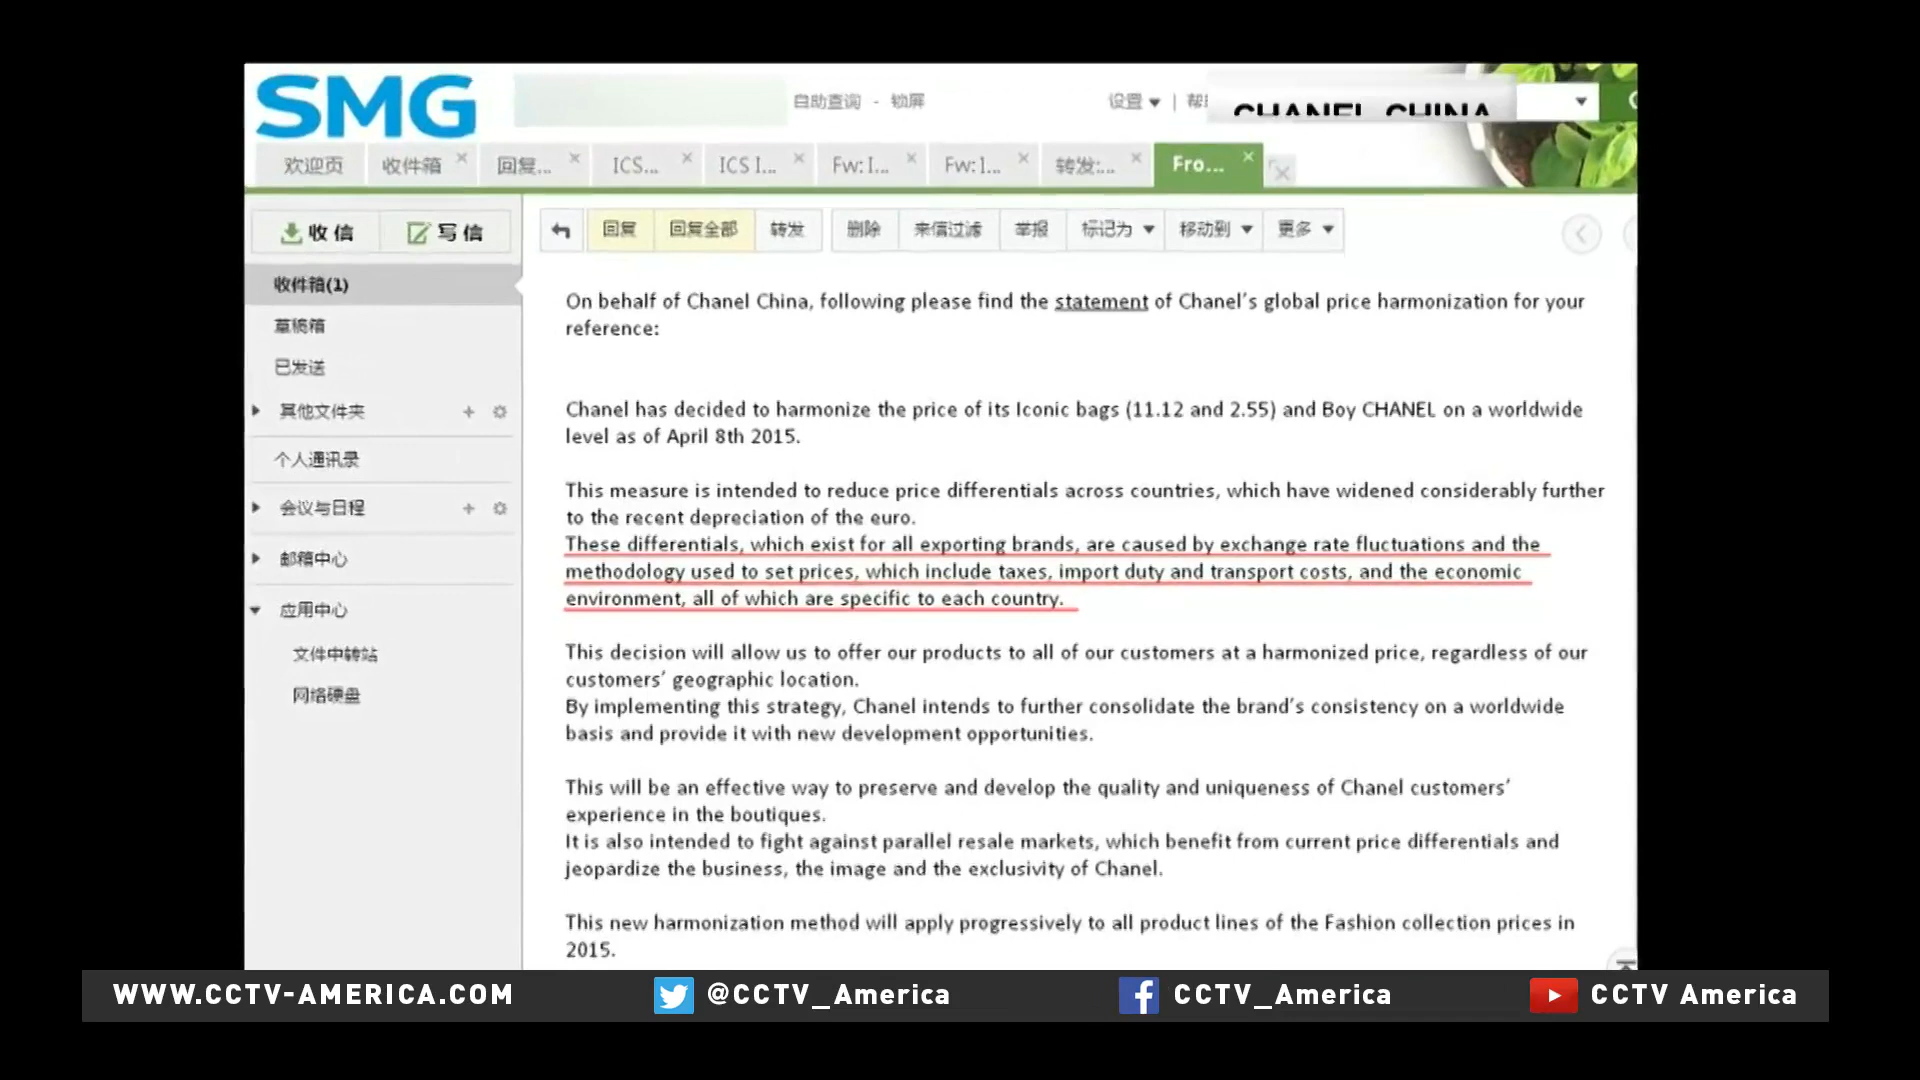 SMG
自助查询 - 锁屏
设置
CHANEL CHINA
欢迎页
收件箱
回复...
ICS...
ICS I...
Fw: I...
Fw: I...
转发:...
Fro...
收 信
写 信
回复
回复全部
转发
删除
来信过滤
举报
标记为
移动到
更多
收件箱(1)
草稿箱
已发送
其他文件夹
个人通讯录
会议与日程
邮箱中心
应用中心
文件中转站
网络硬盘
On behalf of Chanel China, following please find the statement of Chanel's global price harmonization for your
reference:
Chanel has decided to harmonize the price of its Iconic bags (11.12 and 2.55) and Boy CHANEL on a worldwide
level as of April 8th 2015.
This measure is intended to reduce price differentials across countries, which have widened considerably further
to the recent depreciation of the euro.
These differentials, which exist for all exporting brands, are caused by exchange rate fluctuations and the
methodology used to set prices, which include taxes, import duty and transport costs, and the economic
environment, all of which are specific to each country.
This decision will allow us to offer our products to all of our customers at a harmonized price, regardless of our
customers' geographic location.
By implementing this strategy, Chanel intends to further consolidate the brand's consistency on a worldwide
basis and provide it with new development opportunities.
This will be an effective way to preserve and develop the quality and uniqueness of Chanel customers'
experience in the boutiques.
It is also intended to fight against parallel resale markets, which benefit from current price differentials and
jeopardize the business, the image and the exclusivity of Chanel.
This new harmonization method will apply progressively to all product lines of the Fashion collection prices in
2015.
WWW.CCTV-AMERICA.COM
@CCTV_America
CCTV_America
CCTV America